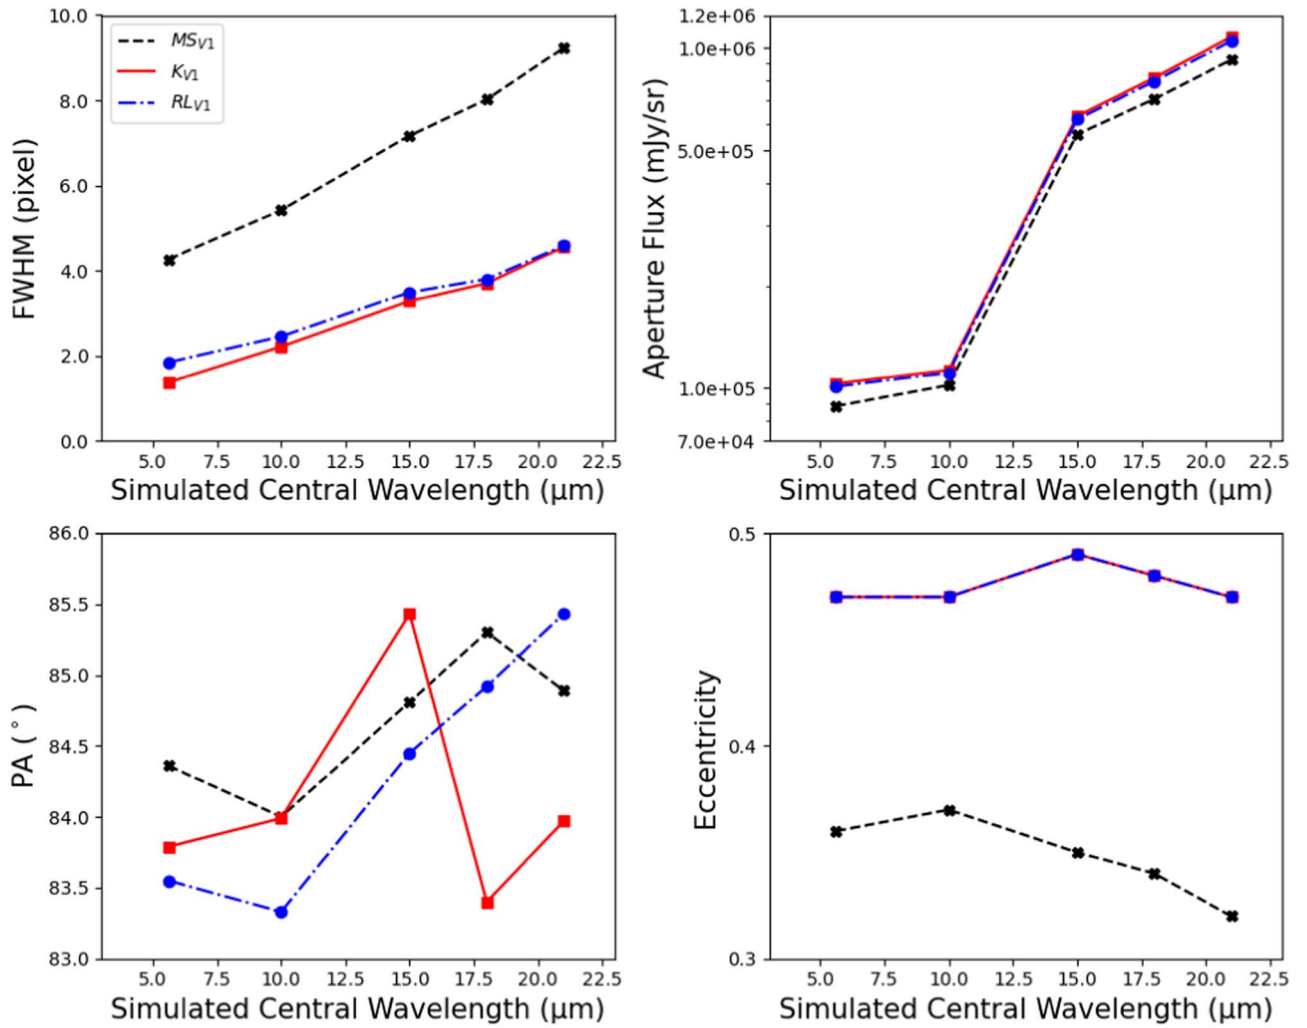 10.0
8.0
6.0
4.0
2.0
0.0
FWHM (pixel)
MS_V1
K_V1
RL_V1
5.0 7.5 10.0 12.5 15.0 17.5 20.0 22.5
Simulated Central Wavelength (μm)
1.2e+06
1.0e+06
5.0e+05
1.0e+05
7.0e+04
Aperture Flux (mJy/sr)
5.0 7.5 10.0 12.5 15.0 17.5 20.0 22.5
Simulated Central Wavelength (μm)
86.0
85.5
85.0
84.5
84.0
83.5
83.0
PA (°)
5.0 7.5 10.0 12.5 15.0 17.5 20.0 22.5
Simulated Central Wavelength (μm)
0.5
0.4
0.3
Eccentricity
5.0 7.5 10.0 12.5 15.0 17.5 20.0 22.5
Simulated Central Wavelength (μm)